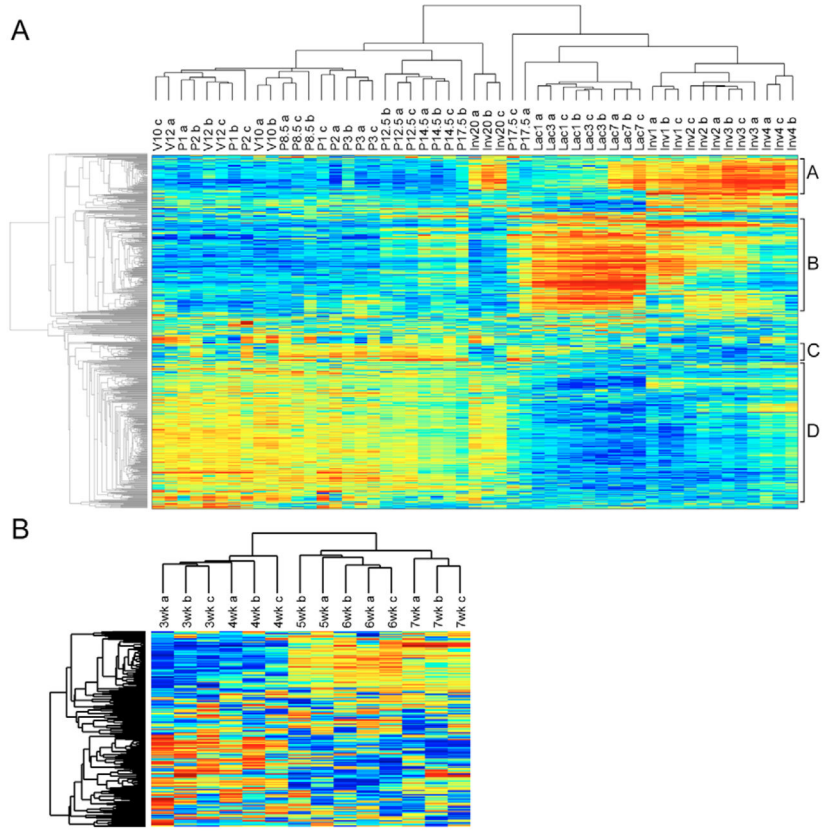 A
V10 c
V12 a
P1 a
P2 b
V12 b
V12 c
P1 b
P2 c
V10 a
V10 b
P8.5 a
P8.5 c
P8.5 b
P1 c
P2 a
P3 b
P3 a
P3 c
P12.5 b
P12.5 a
P12.5 c
P14.5 a
P14.5 b
P14.5 c
P17.5 b
Inv20 a
Inv20 b
Inv20 c
P17.5 c
P17.5 a
Lac1 a
Lac3 a
Lac1 c
Lac1 b
Lac3 c
Lac3 b
Lac7 a
Lac7 b
Lac7 c
Inv1 a
Inv1 b
Inv1 c
Inv2 c
Inv2 b
Inv2 a
Inv3 a
Inv3 b
Inv3 c
Inv4 a
Inv4 c
Inv4 b
A
B
C
D
B
3wk a
3wk b
3wk c
4wk a
4wk b
4wk c
5wk b
5wk a
6wk b
6wk a
6wk c
7wk a
7wk b
7wk c